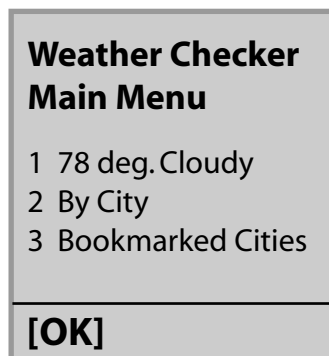 Weather Checker
Main Menu
1 78 deg. Cloudy
2 By City
3 Bookmarked Cities
[OK]